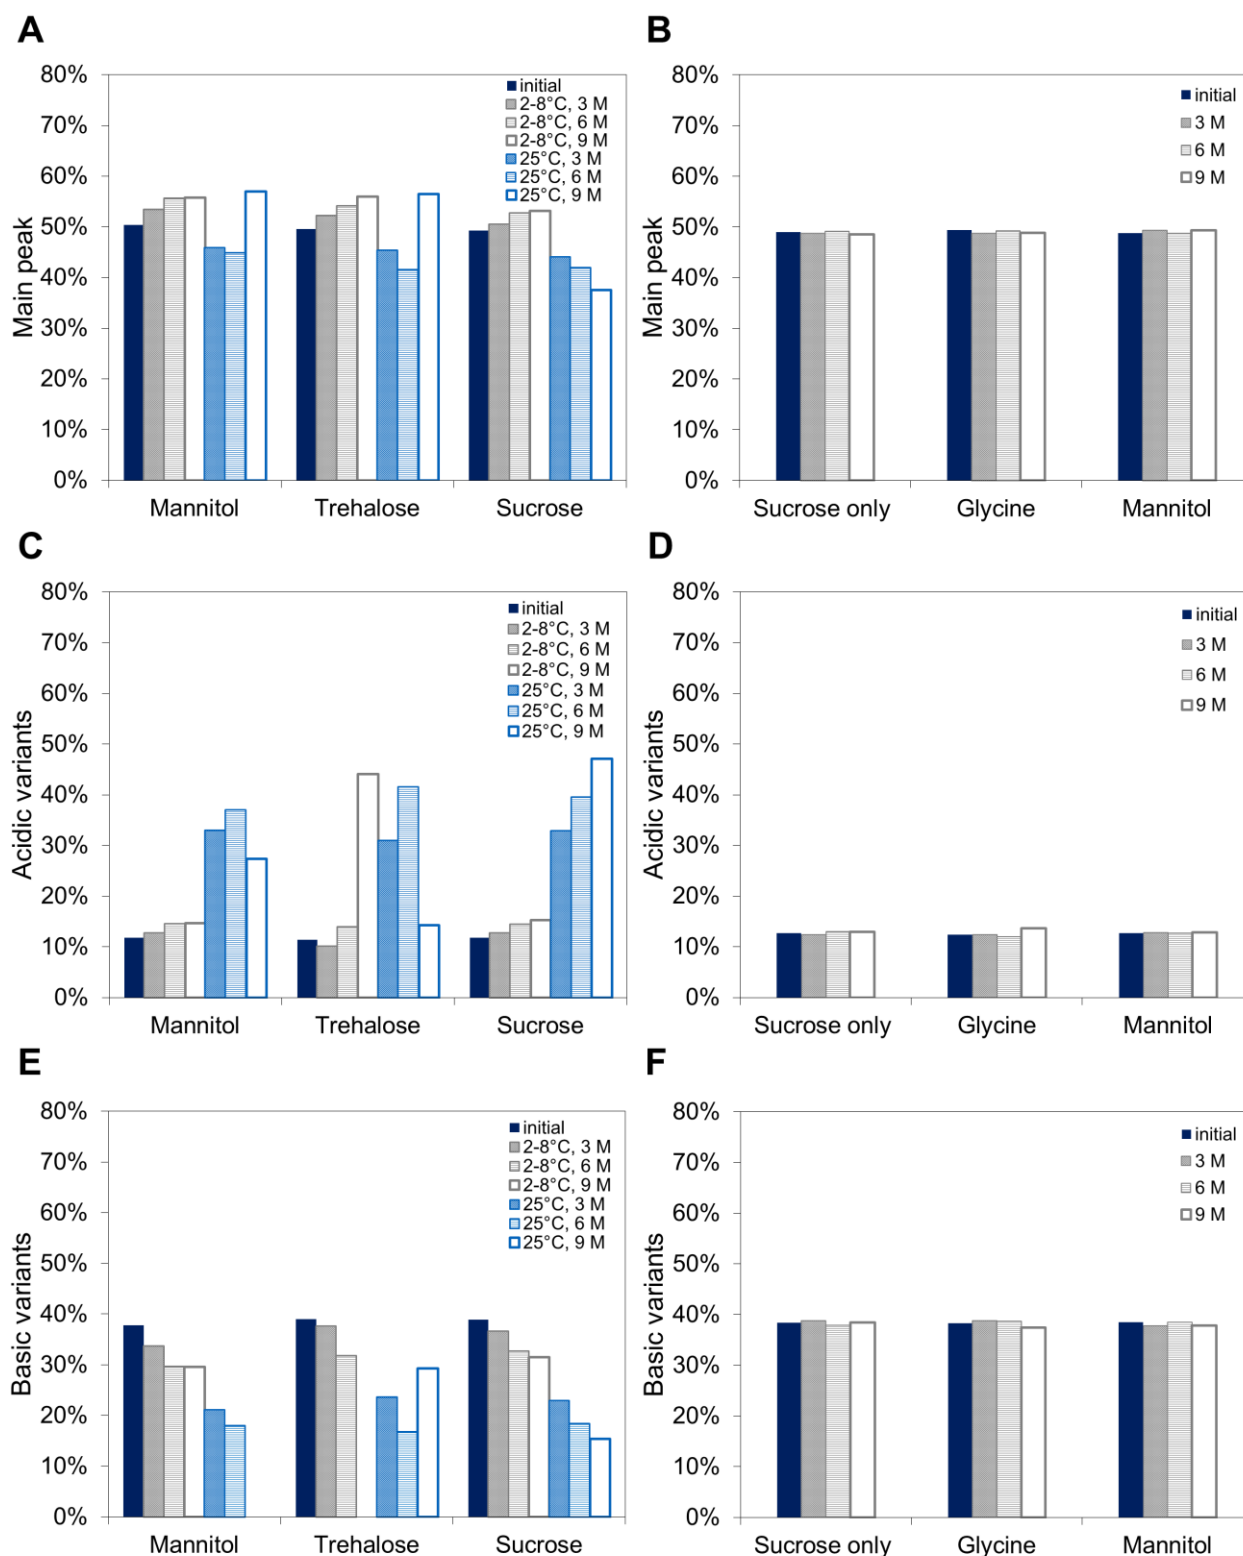 A
Main peak
80%
70%
60%
50%
40%
30%
20%
10%
0%
initial
2-8°C, 3 M
2-8°C, 6 M
2-8°C, 9 M
25°C, 3 M
25°C, 6 M
25°C, 9 M
Mannitol Trehalose Sucrose
B
Main peak
80%
70%
60%
50%
40%
30%
20%
10%
0%
initial
3 M
6 M
9 M
Sucrose only Glycine Mannitol
C
Acidic variants
80%
70%
60%
50%
40%
30%
20%
10%
0%
initial
2-8°C, 3 M
2-8°C, 6 M
2-8°C, 9 M
25°C, 3 M
25°C, 6 M
25°C, 9 M
Mannitol Trehalose Sucrose
D
Acidic variants
80%
70%
60%
50%
40%
30%
20%
10%
0%
initial
3 M
6 M
9 M
Sucrose only Glycine Mannitol
E
Basic variants
80%
70%
60%
50%
40%
30%
20%
10%
0%
initial
2-8°C, 3 M
2-8°C, 6 M
2-8°C, 9 M
25°C, 3 M
25°C, 6 M
25°C, 9 M
Mannitol Trehalose Sucrose
F
Basic variants
80%
70%
60%
50%
40%
30%
20%
10%
0%
initial
3 M
6 M
9 M
Sucrose only Glycine Mannitol